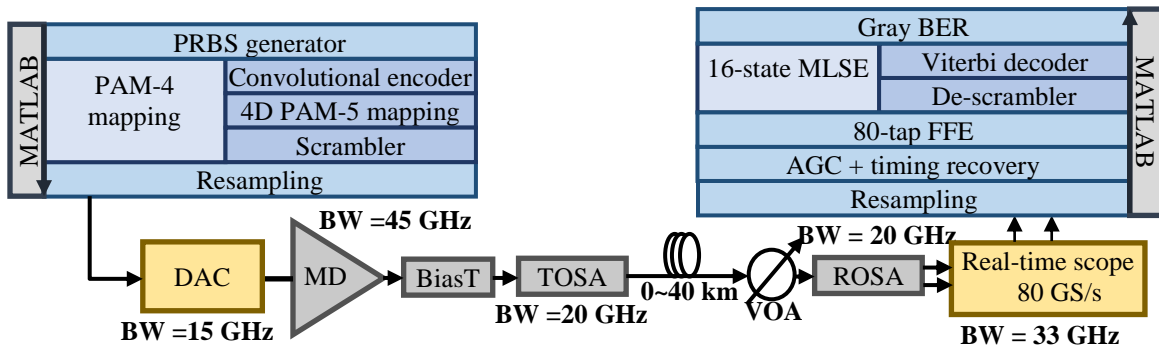 MATLAB
PRBS generator
PAM-4
mapping
Convolutional encoder
4D PAM-5 mapping
Scrambler
Resampling
Gray BER
16-state MLSE
Viterbi decoder
De-scrambler
80-tap FFE
AGC + timing recovery
Resampling
MATLAB
DAC
BW =15 GHz
BW =45 GHz
MD
BiasT
TOSA
BW =20 GHz
0~40 km
VOA
BW = 20 GHz
ROSA
Real-time scope
80 GS/s
BW = 33 GHz